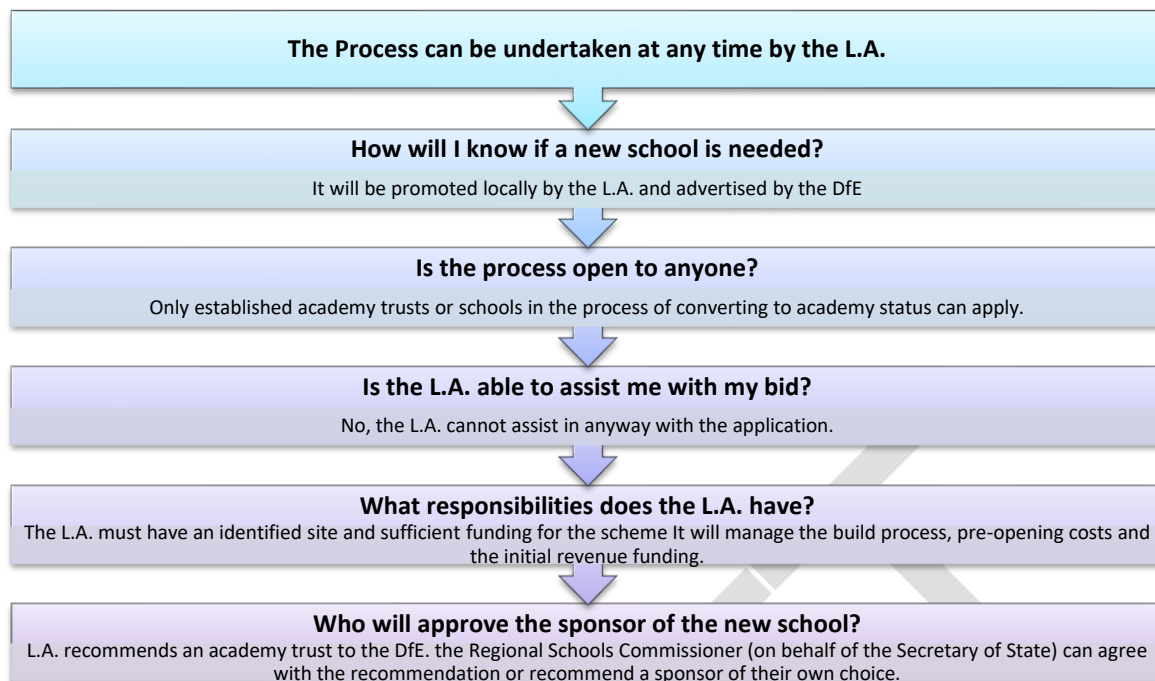 The Process can be undertaken at any time by the L.A.
How will I know if a new school is needed?
It will be promoted locally by the L.A. and advertised by the DfE
Is the process open to anyone?
Only established academy trusts or schools in the process of converting to academy status can apply.
Is the L.A. able to assist me with my bid?
No, the L.A. cannot assist in anyway with the application.
What responsibilities does the L.A. have?
The L.A. must have an identified site and sufficient funding for the scheme It will manage the build process, pre-opening costs and
the initial revenue funding.
Who will approve the sponsor of the new school?
L.A. recommends an academy trust to the DfE. the Regional Schools Commissioner (on behalf of the Secretary of State) can agree
with the recommendation or recommend a sponsor of their own choice.